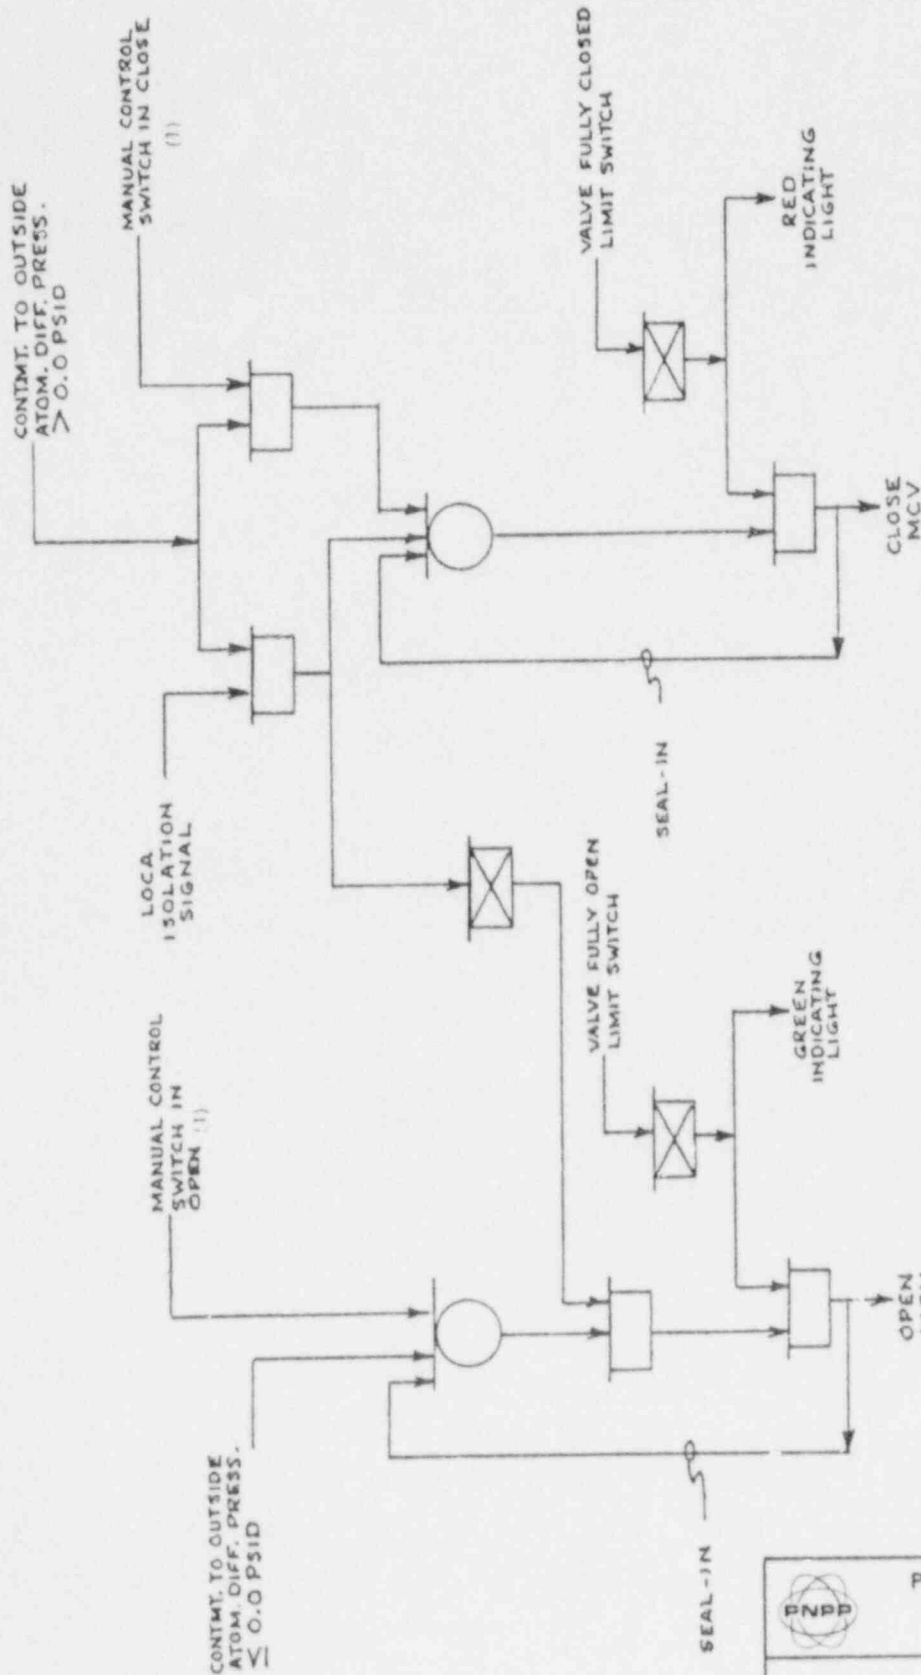 CONTMT. TO OUTSIDE
ATOM. DIFF. PRESS.
> 0.0 PSID
MANUAL CONTROL
SWITCH IN CLOSE
(1)
LOCA
ISOLATION
SIGNAL
MANUAL CONTROL
SWITCH IN
OPEN (1)
CONTMT. TO OUTSIDE
ATOM. DIFF. PRESS.
≤ 0.0 PSID
VALVE FULLY CLOSED
LIMIT SWITCH
RED
INDICATING
LIGHT
SEAL-IN
CLOSE
MCV
VALVE FULLY OPEN
LIMIT SWITCH
GREEN
INDICATING
LIGHT
SEAL-IN
OPEN
PNPP
P